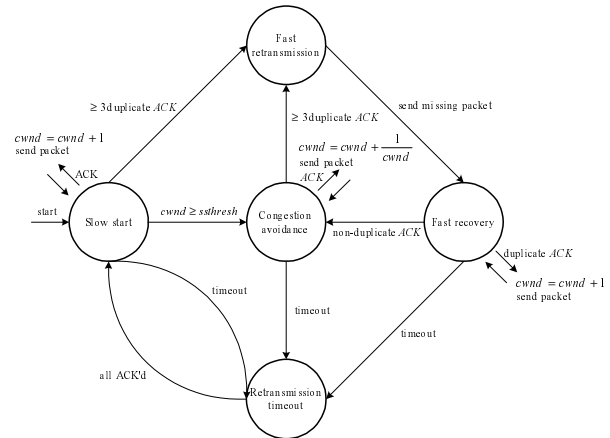 Fast
retransmission
≥ 3duplicate ACK
≥ 3duplicate ACK
send missing packet
cwnd = cwnd + 1
send packet
ACK
cwnd = cwnd + 1/cwnd
send packet
ACK
start
Slow start
cwnd ≥ ssthresh
Congestion
avoidance
non-duplicate ACK
Fast recovery
duplicate ACK
cwnd = cwnd + 1
send packet
timeout
timeout
timeout
all ACK'd
Retransmission
timeout